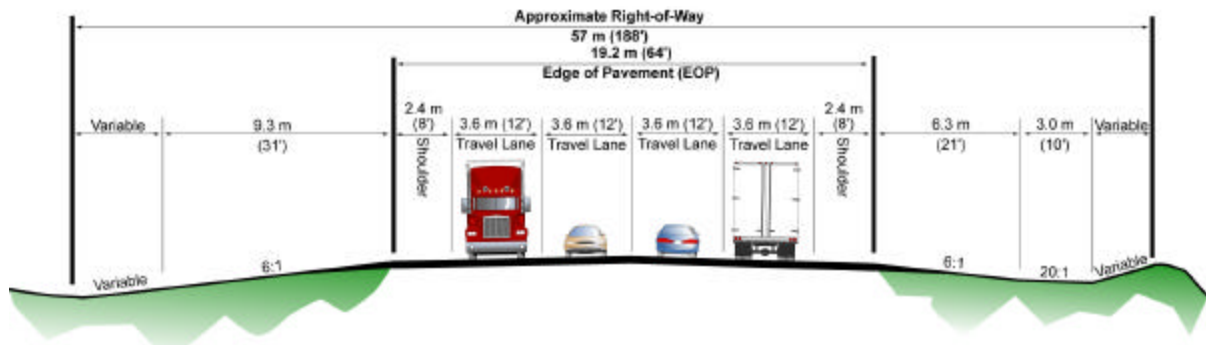 Approximate Right-of-Way
57 m (188')
19.2 m (64')
Edge of Pavement (EOP)
Variable
9.3 m
(31')
2.4 m
(8')
Shoulder
3.6 m (12')
Travel Lane
3.6 m (12')
Travel Lane
3.6 m (12')
Travel Lane
3.6 m (12')
Travel Lane
2.4 m
(8')
Shoulder
6.3 m
(21')
3.0 m
(10')
Variable
Variable
6:1
6:1
20:1
Variable